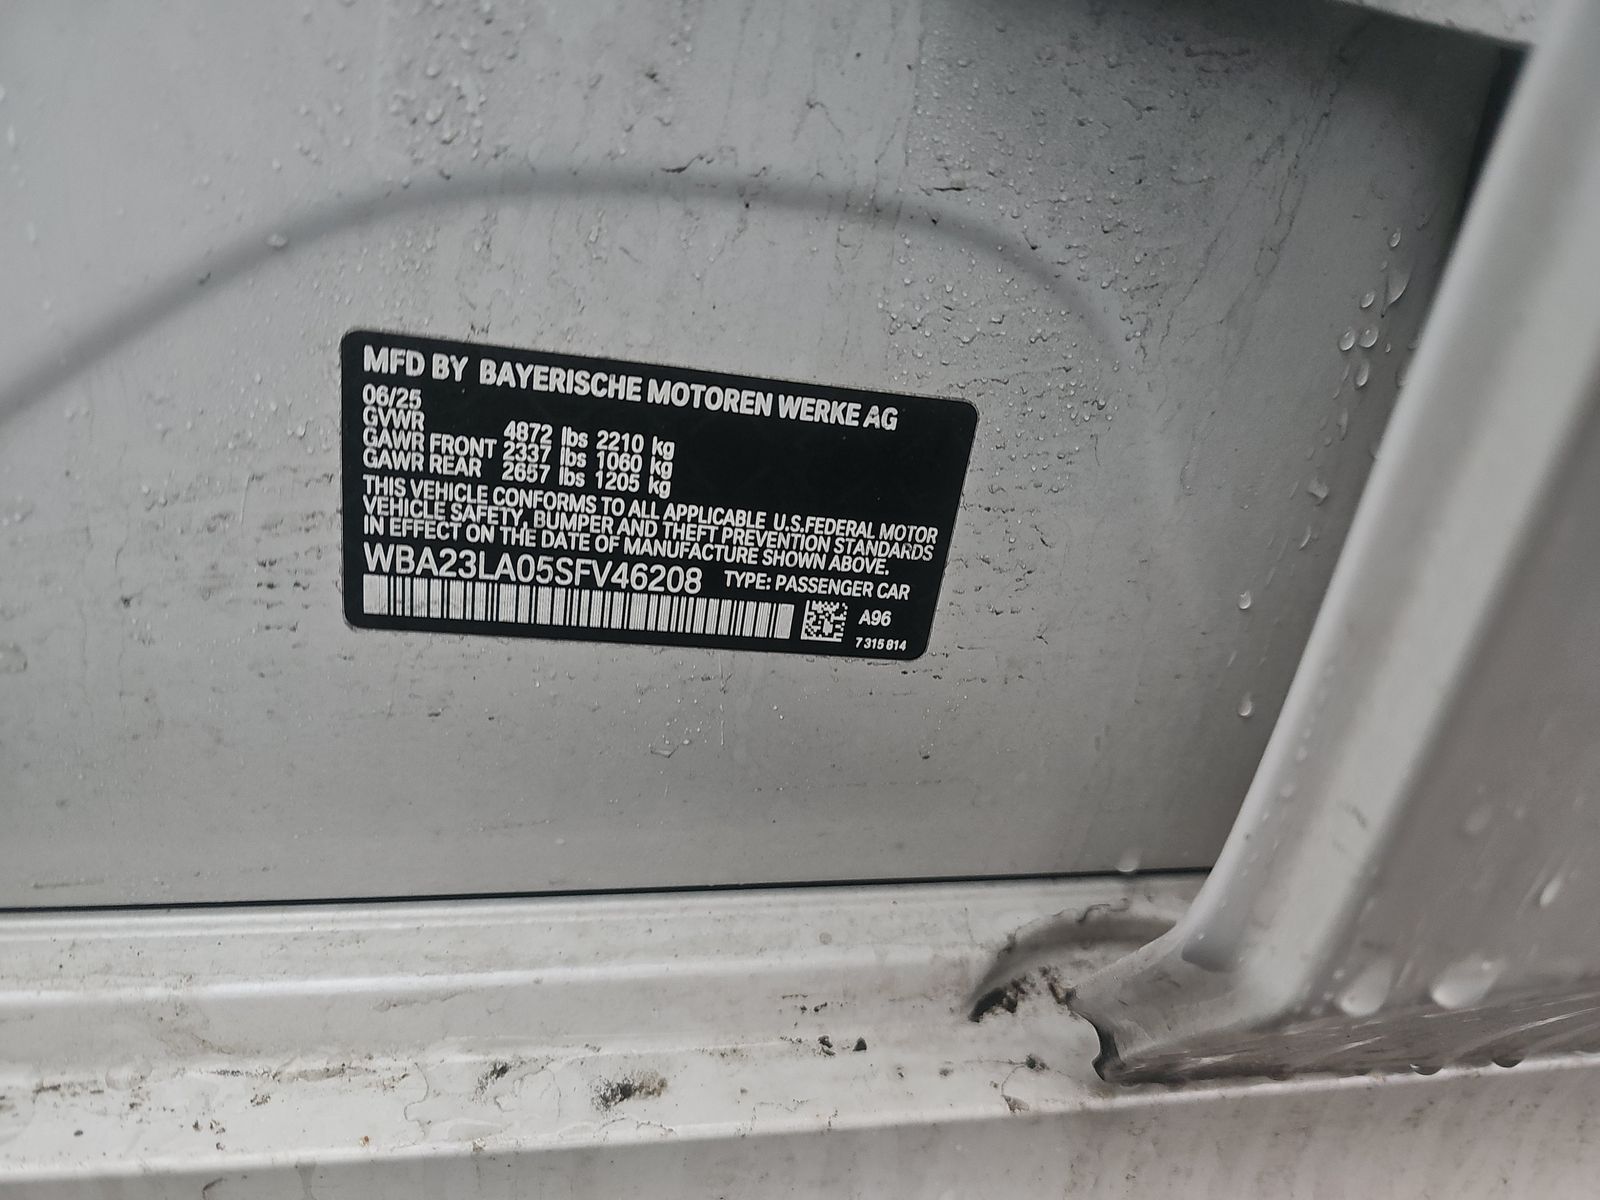 MFD BY BAYERISCHE MOTOREN WERKE AG
06/25
GVWR 4872 lbs 2210 kg
GAWR FRONT 2337 lbs 1060 kg
GAWR REAR 2657 lbs 1205 kg
THIS VEHICLE CONFORMS TO ALL APPLICABLE U.S.FEDERAL MOTOR
VEHICLE SAFETY, BUMPER AND THEFT PREVENTION STANDARDS
IN EFFECT ON THE DATE OF MANUFACTURE SHOWN ABOVE.
WBA23LA05SFV46208 TYPE: PASSENGER CAR
A96
7 315 814